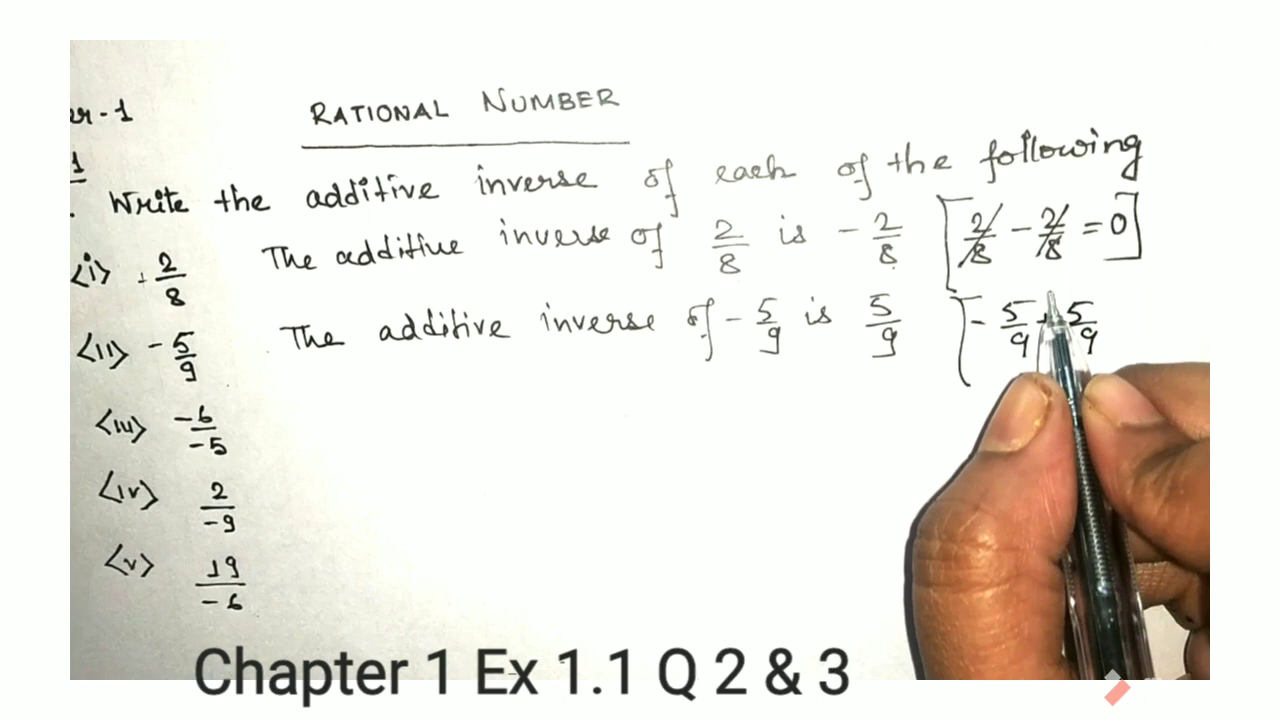 er-1
RATIONAL NUMBER
1
. Write the additive inverse of each of the following
<i> + 2/8 The additive inverse of 2/8 is - 2/8 [2/8 - 2/8 = 0]
<ii> - 5/9 The additive inverse of - 5/9 is 5/9 [- 5/9 + 5/9
<iii> -6/-5
<iv> 2/-9
<v> 19/-6
Chapter 1 Ex 1.1 Q 2 & 3